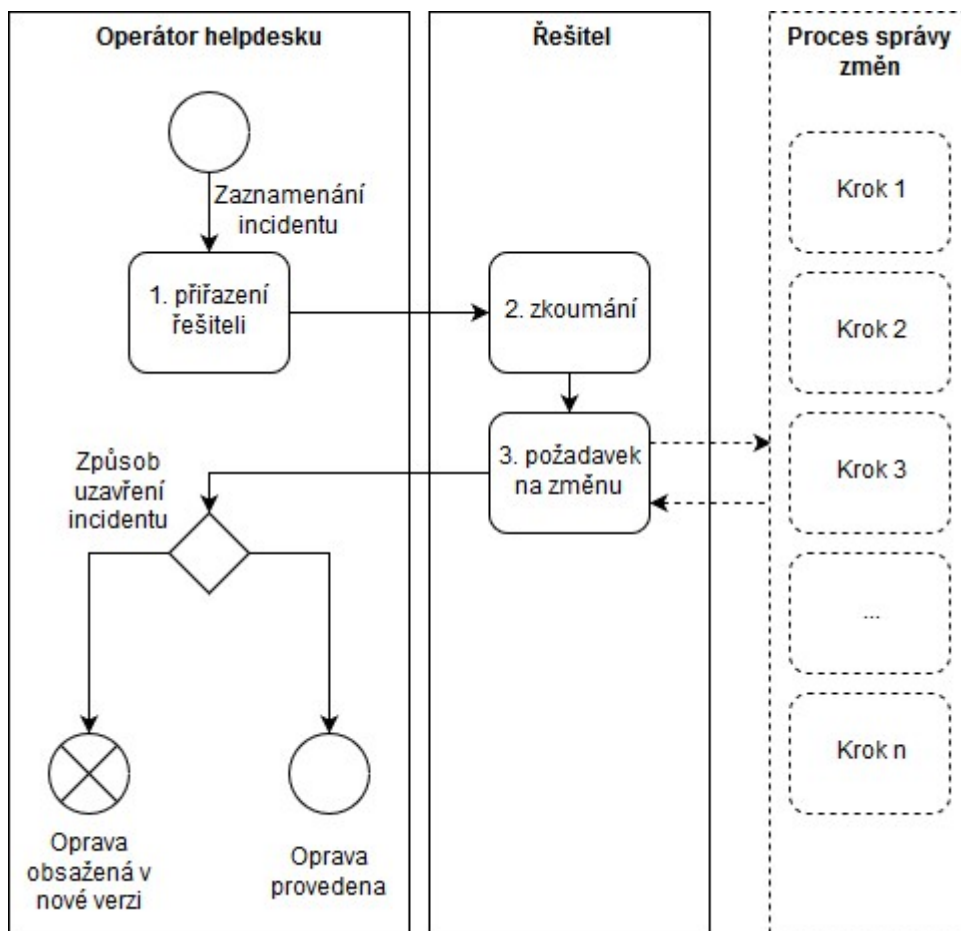 Operátor helpdesku
Řešitel
Proces správy
změn
Zaznamenání
incidentu
Krok 1
1. přiřazení
řešiteli
2. zkoumání
Krok 2
Způsob
uzavření
incidentu
3. požadavek
na změnu
Krok 3
...
Krok n
Oprava
obsažená v
nové verzi
Oprava
provedena